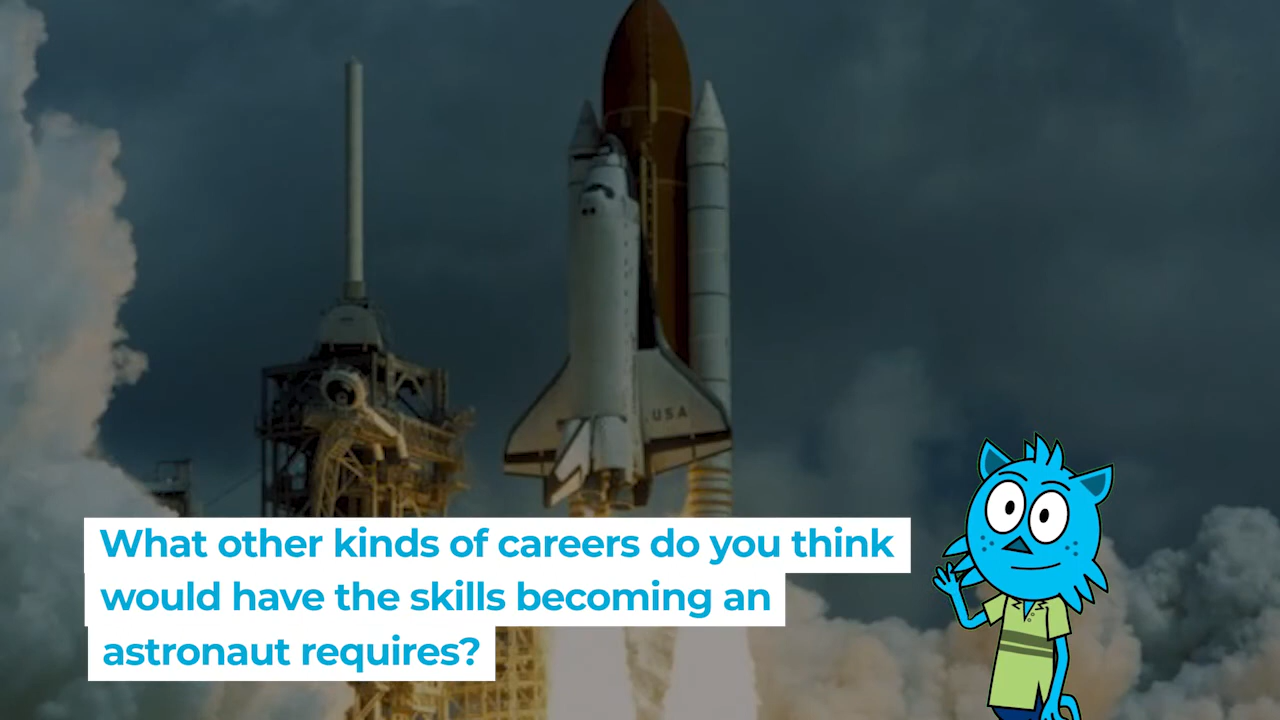 USA
What other kinds of careers do you think
would have the skills becoming an
astronaut requires?